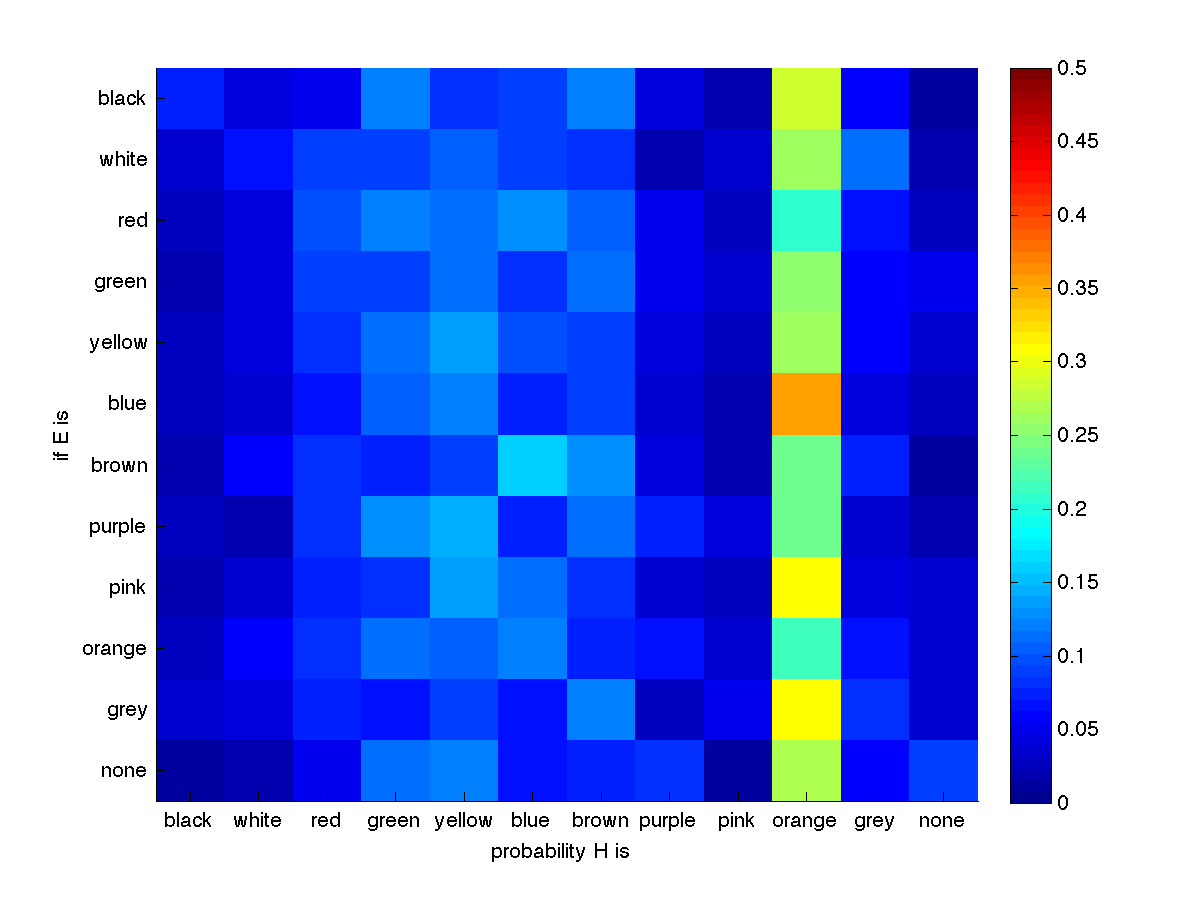 if E is
black
white
red
green
yellow
blue
brown
purple
pink
orange
grey
none
black white red green yellow blue brown purple pink orange grey none
probability H is
0.5
0.45
0.4
0.35
0.3
0.25
0.2
0.15
0.1
0.05
0